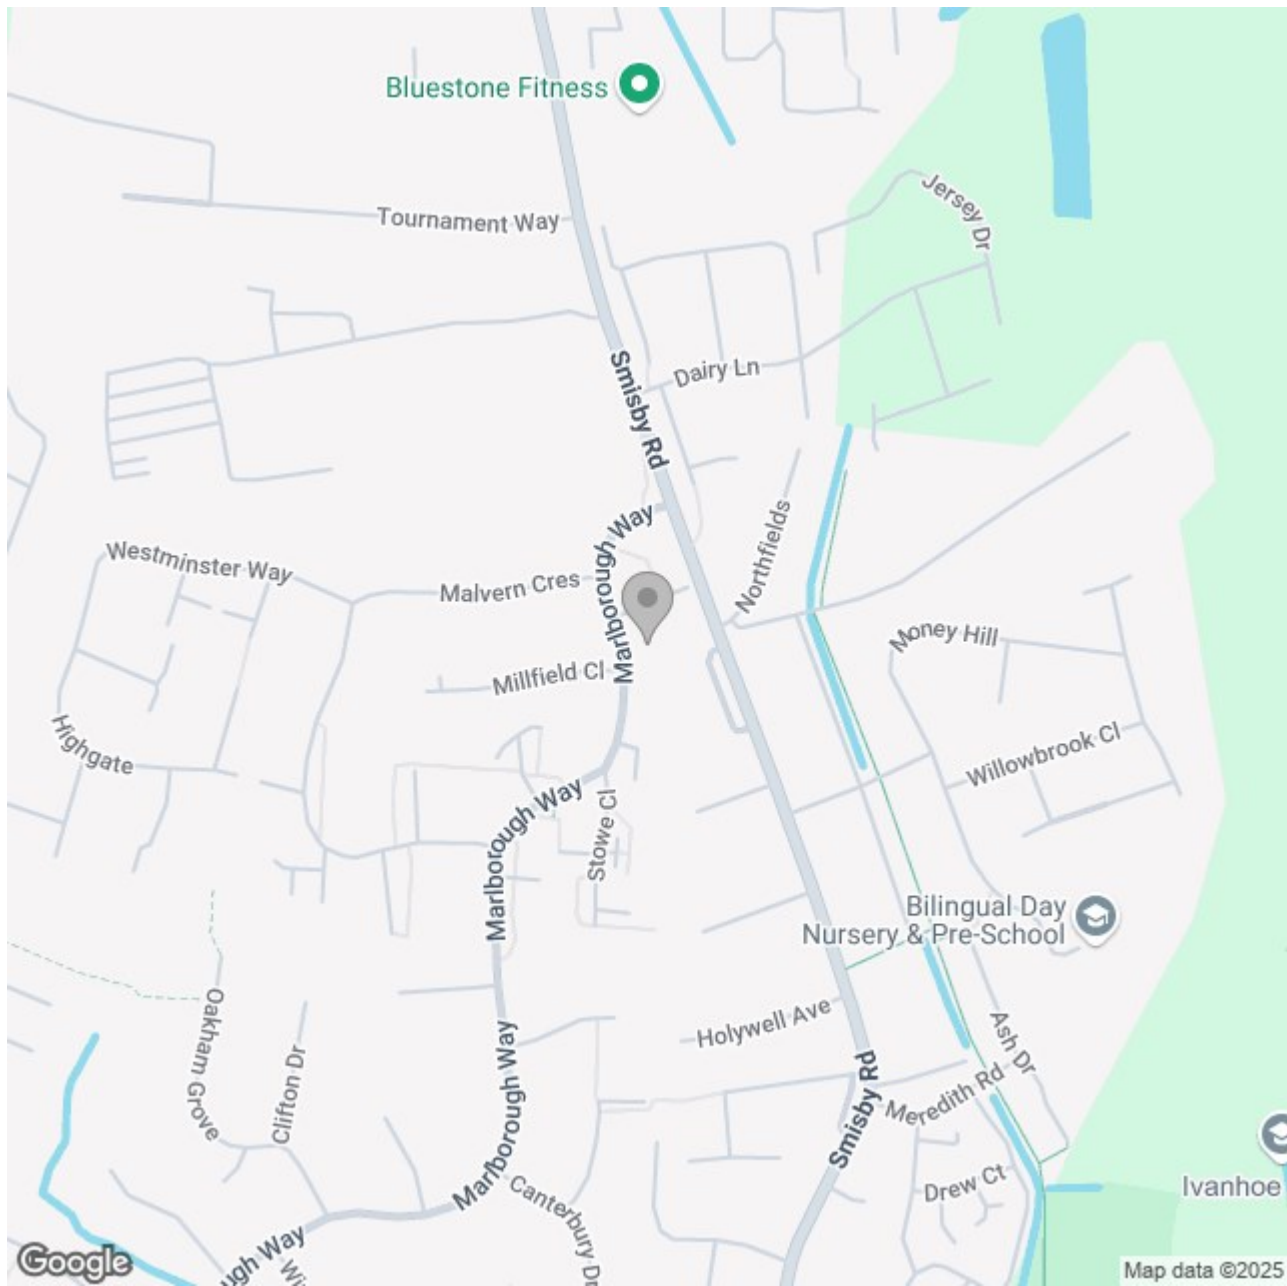 Bluestone Fitness
Jersey Dr
Tournament Way
Smisby Rd
Dairy Ln
Marlborough Way
Northfields
Westminster Way
Malvern Cres
Money Hill
Millfield Cl
Highgate
Willowbrook Cl
Marlborough Way
Stowe Cl
Bilingual Day
Nursery & Pre-School
Oakham Grove
Clifton Dr
Holywell Ave
Ash Dr
Meredith Rd
Smisby Rd
Marlborough Way
Drew Ct
Ivanhoe
Canterbury Dr
ugh Way
Wi
Google
Map data ©2025